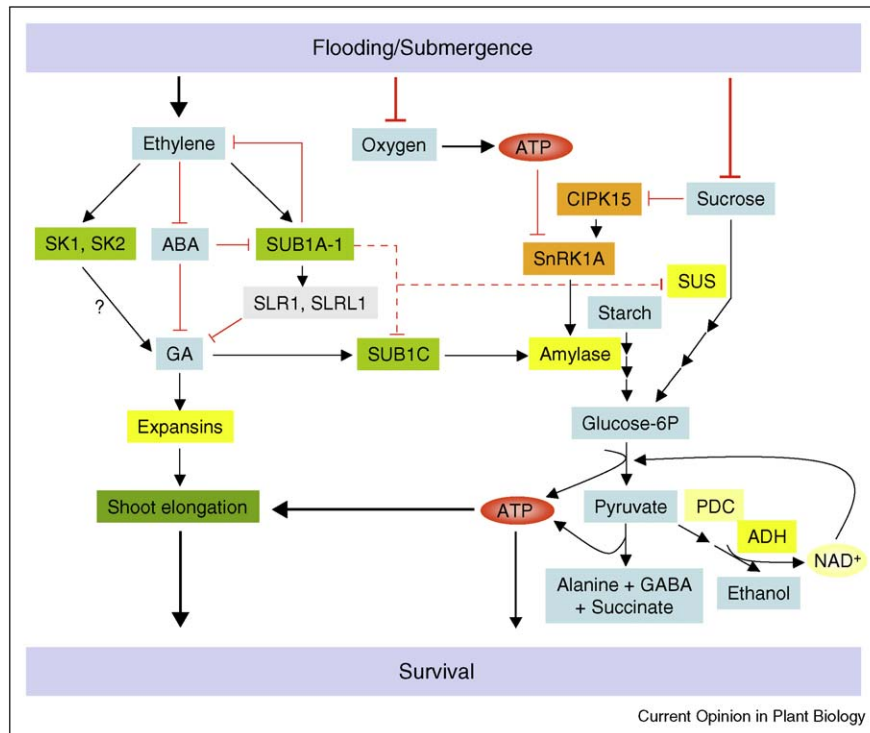 Flooding/Submergence
Ethylene
Oxygen
ATP
CIPK15
Sucrose
SK1, SK2
ABA
SUB1A-1
SnRK1A
SUS
?
SLR1, SLRL1
Starch
GA
SUB1C
Amylase
Expansins
Glucose-6P
Shoot elongation
ATP
Pyruvate
PDC
ADH
NAD+
Alanine + GABA
+ Succinate
Ethanol
Survival
Current Opinion in Plant Biology